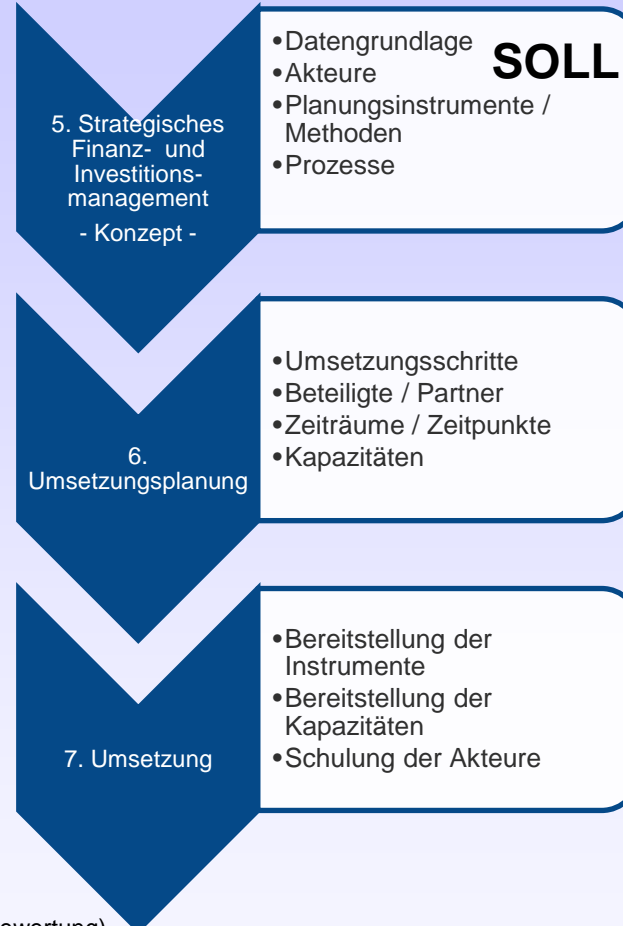 5. Strategisches
Finanz- und
Investitions-
management
- Konzept -
•Datengrundlage
•Akteure
•Planungsinstrumente /
Methoden
•Prozesse
SOLL
6.
Umsetzungsplanung
•Umsetzungsschritte
•Beteiligte / Partner
•Zeiträume / Zeitpunkte
•Kapazitäten
7. Umsetzung
•Bereitstellung der
Instrumente
•Bereitstellung der
Kapazitäten
•Schulung der Akteure